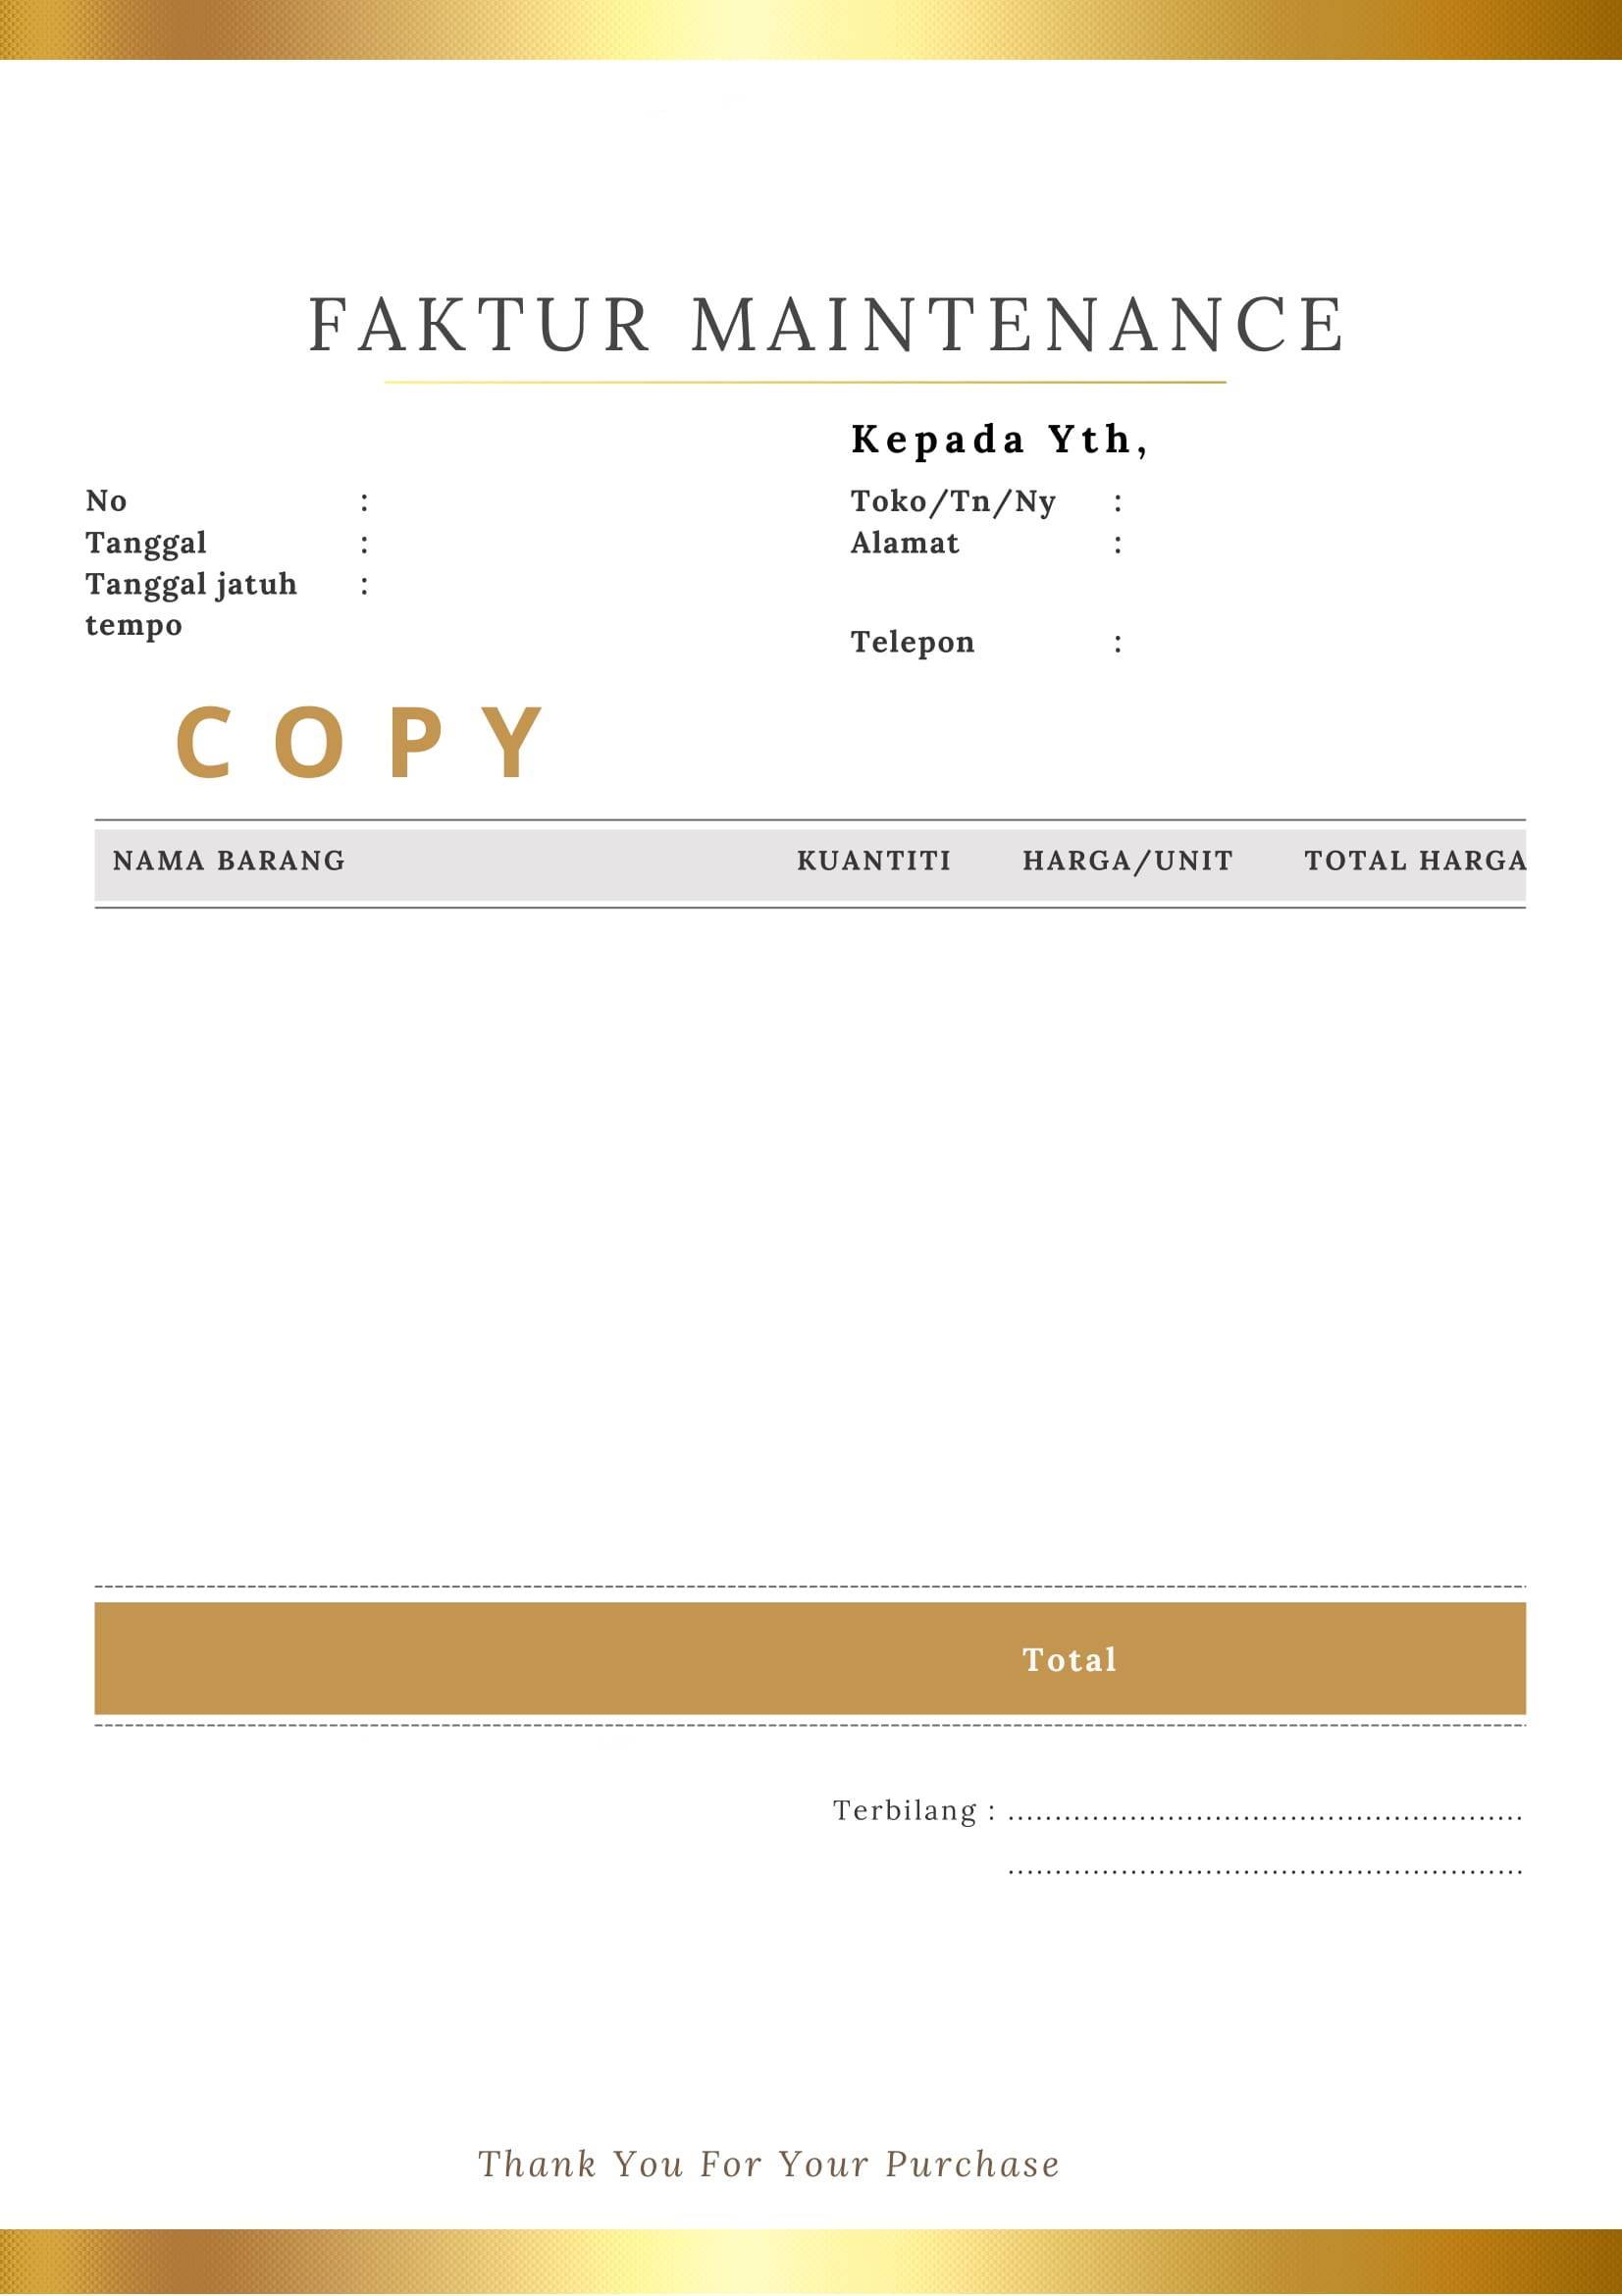 FAKTUR MAINTENANCE
Kepada Yth,
No :
Tanggal :
Tanggal jatuh :
tempo
Toko/Tn/Ny :
Alamat :
Telepon :
COPY
NAMA BARANG KUANTITI HARGA/UNIT TOTAL HARGA
Total
Terbilang : .......................................................
.......................................................
Thank You For Your Purchase